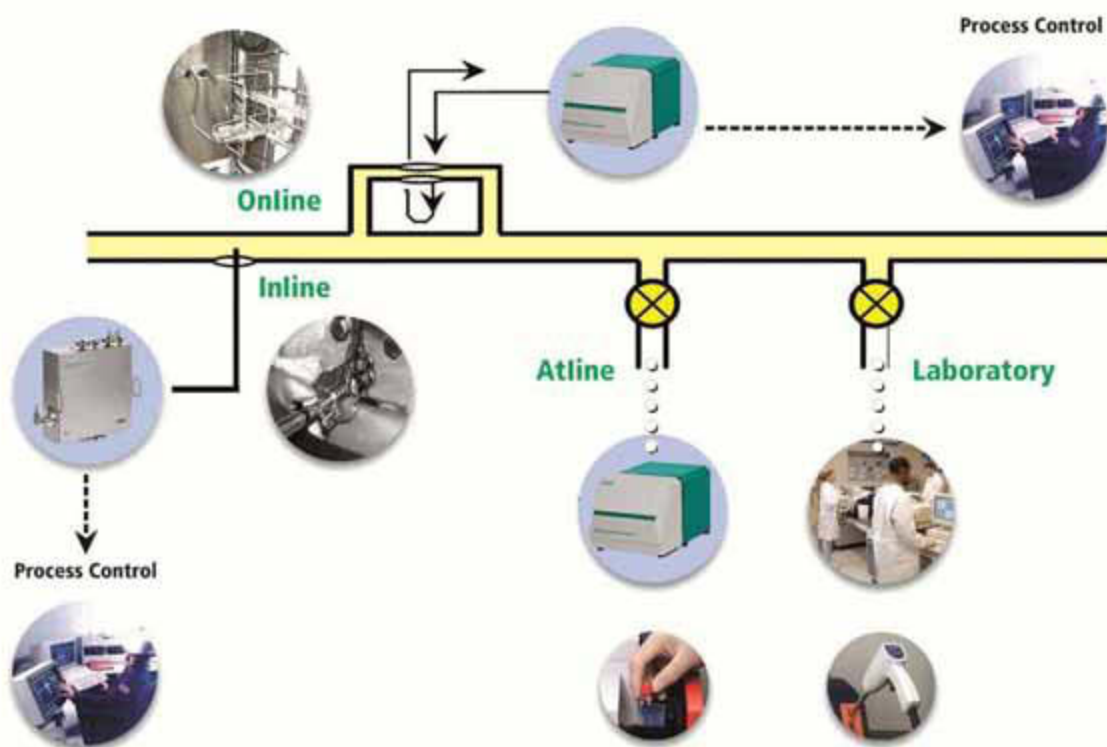 Process Control
Online
Inline
Atline
Laboratory
Process Control